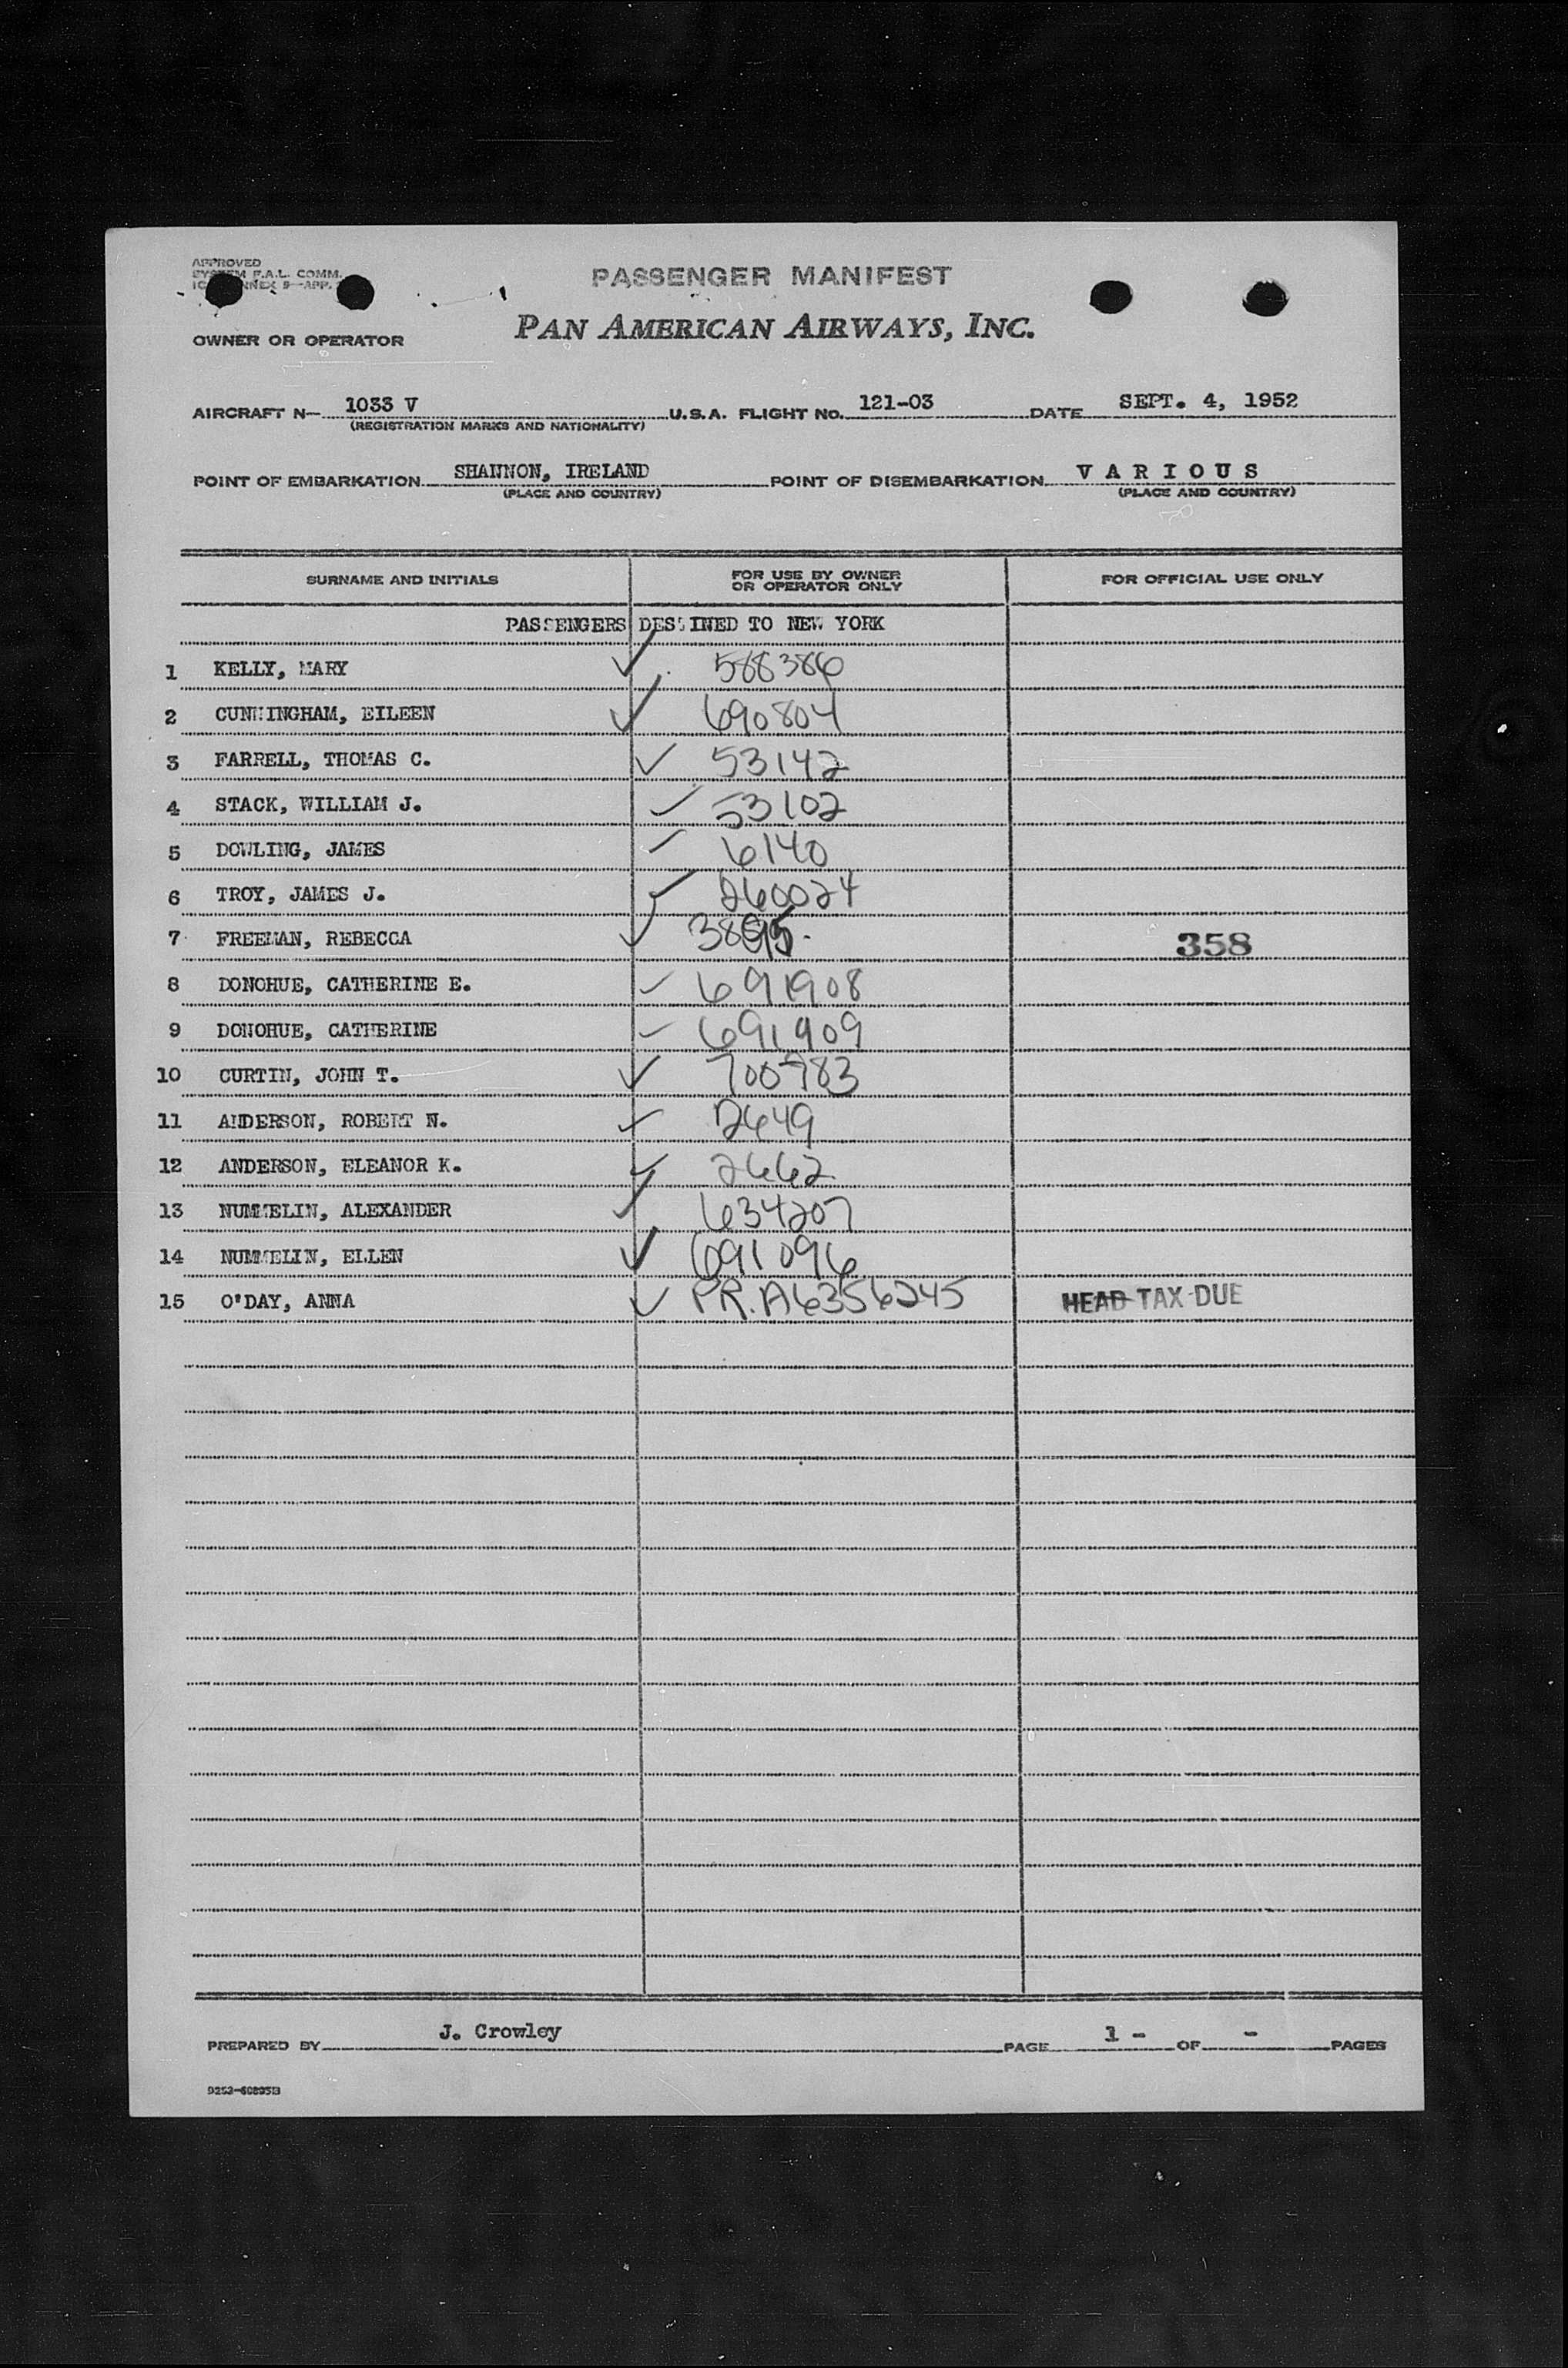 APPROVED
F.A.L. COMM.
PASSENGER MANIFEST
OWNER OR OPERATOR
PAN AMERICAN AIRWAYS, INC.
AIRCRAFT N— 1033 V U.S.A. FLIGHT NO. 121-03 DATE SEPT. 4, 1952
(REGISTRATION MARKS AND NATIONALITY)
POINT OF EMBARKATION SHANNON, IRELAND POINT OF DISEMBARKATION V A R I O U S
(PLACE AND COUNTRY) (PLACE AND COUNTRY)
SURNAME AND INITIALS FOR USE BY OWNER OR OPERATOR ONLY FOR OFFICIAL USE ONLY
PASSENGERS DESTINED TO NEW YORK
1 KELLY, MARY ✓ 588386
2 CUNNINGHAM, EILEEN ✓ 690804
3 FARRELL, THOMAS C. ✓ 53142
4 STACK, WILLIAM J. ✓ 53102
5 DOWLING, JAMES ✓ 6140
6 TROY, JAMES J. ✓ 260024
7 FREEMAN, REBECCA ✓ 3895 358
8 DONOHUE, CATHERINE E. ✓ 691908
9 DONOHUE, CATHERINE ✓ 691909
10 CURTIN, JOHN T. ✓ 700783
11 ANDERSON, ROBERT N. ✓ 2649
12 ANDERSON, ELEANOR K. ✓ 2662
13 NUMMELIN, ALEXANDER ✓ 634207
14 NUMMELIN, ELLEN ✓ 691096
15 O'DAY, ANNA ✓ PR. A6356245 HEAD TAX DUE
PREPARED BY J. Crowley PAGE 1 - OF - PAGES